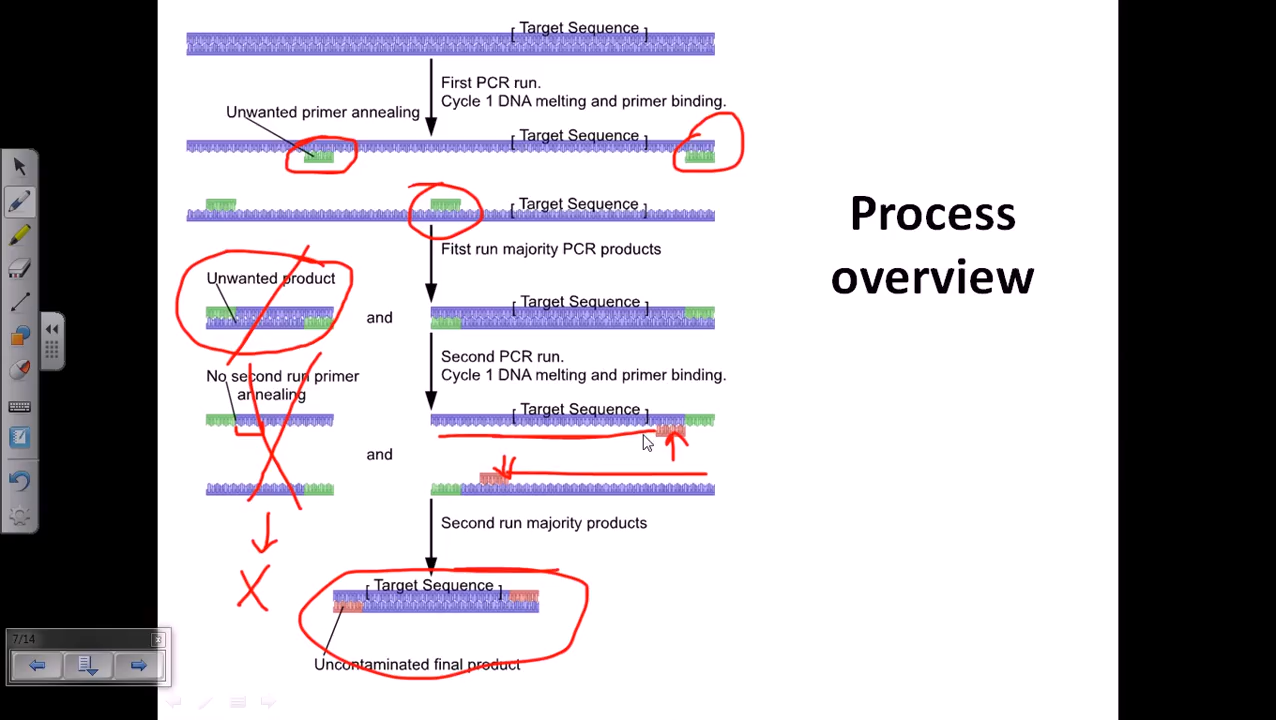 [ Target Sequence ]
First PCR run.
Cycle 1 DNA melting and primer binding.
Unwanted primer annealing
[ Target Sequence ]
[ Target Sequence ]
Fitst run majority PCR products
Process
overview
Unwanted product
[ Target Sequence ]
and
Second PCR run.
Cycle 1 DNA melting and primer binding.
No second run primer
annealing
[ Target Sequence ]
and
Second run majority products
X
[ Target Sequence ]
Uncontaminated final product
7/14